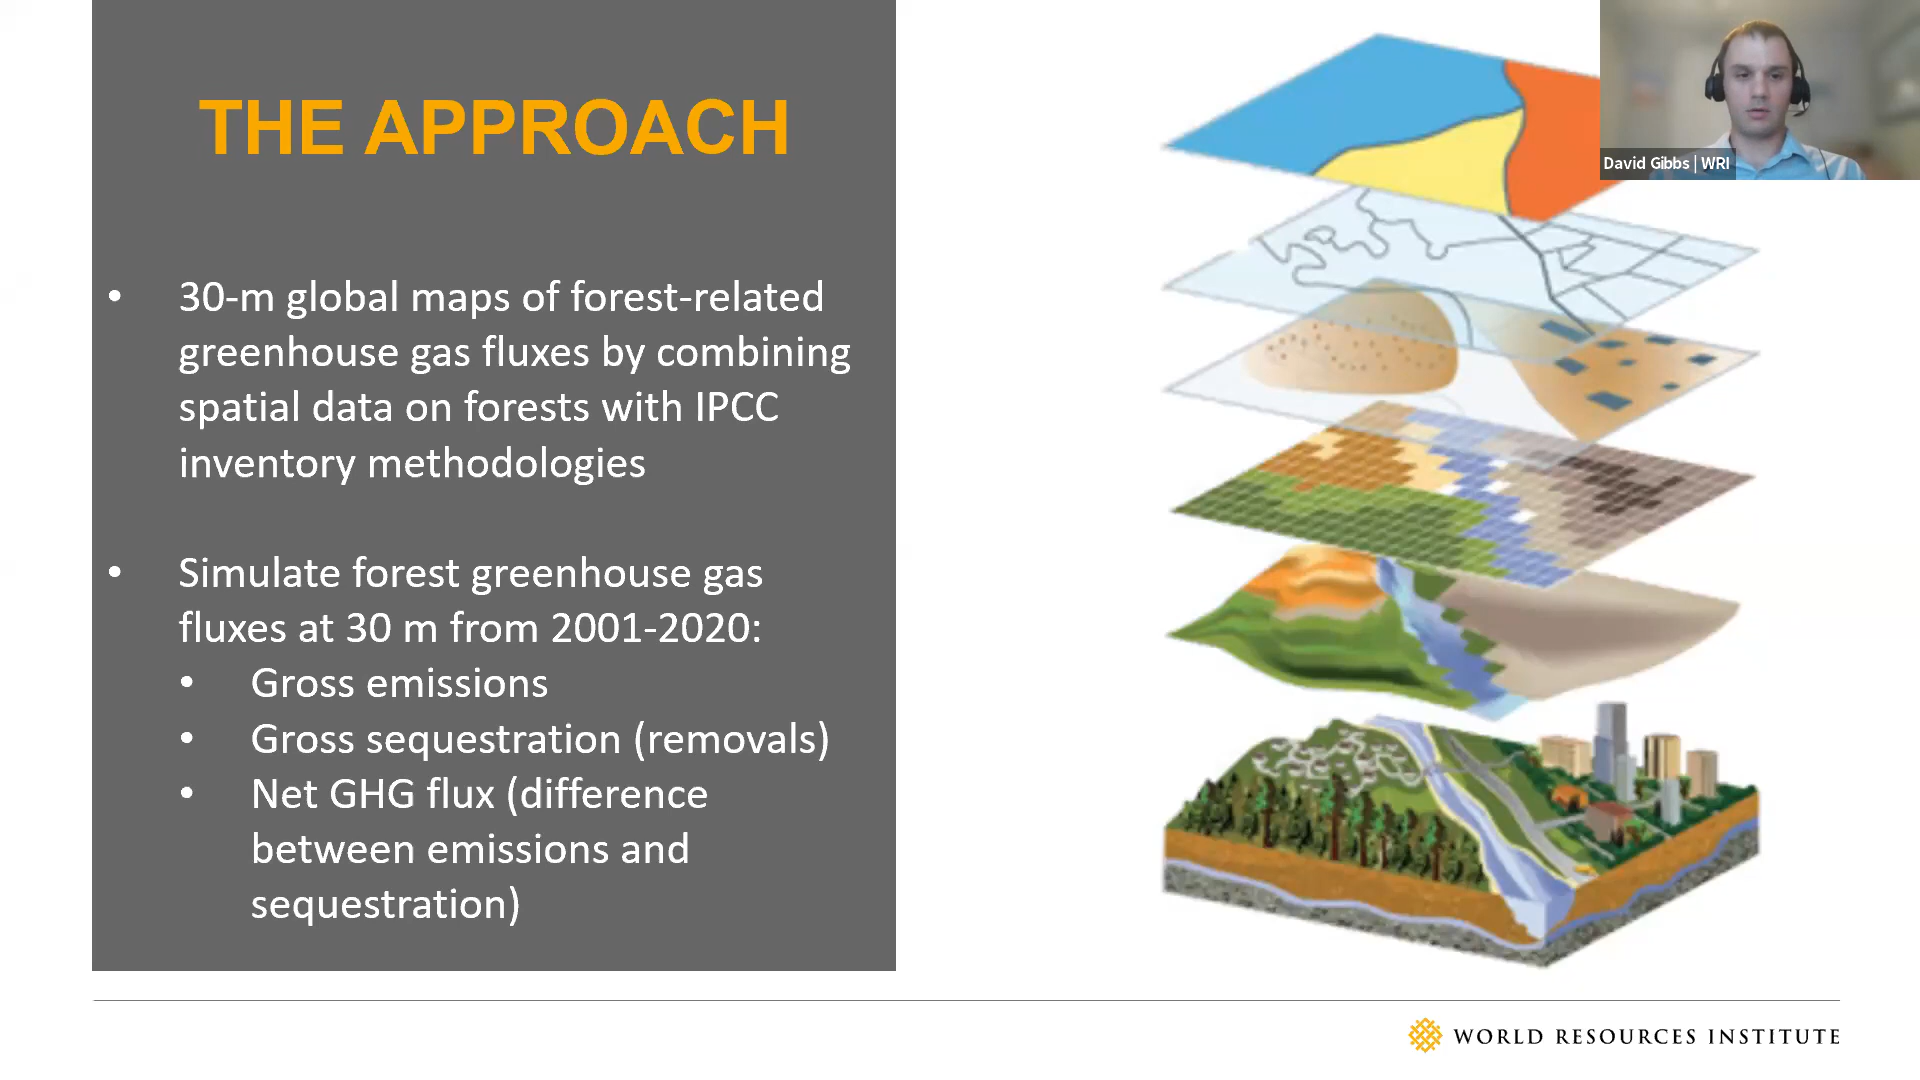 THE APPROACH
• 30-m global maps of forest-related
greenhouse gas fluxes by combining
spatial data on forests with IPCC
inventory methodologies
• Simulate forest greenhouse gas
fluxes at 30 m from 2001-2020:
• Gross emissions
• Gross sequestration (removals)
• Net GHG flux (difference
between emissions and
sequestration)
David Gibbs | WRI
WORLD RESOURCES INSTITUTE